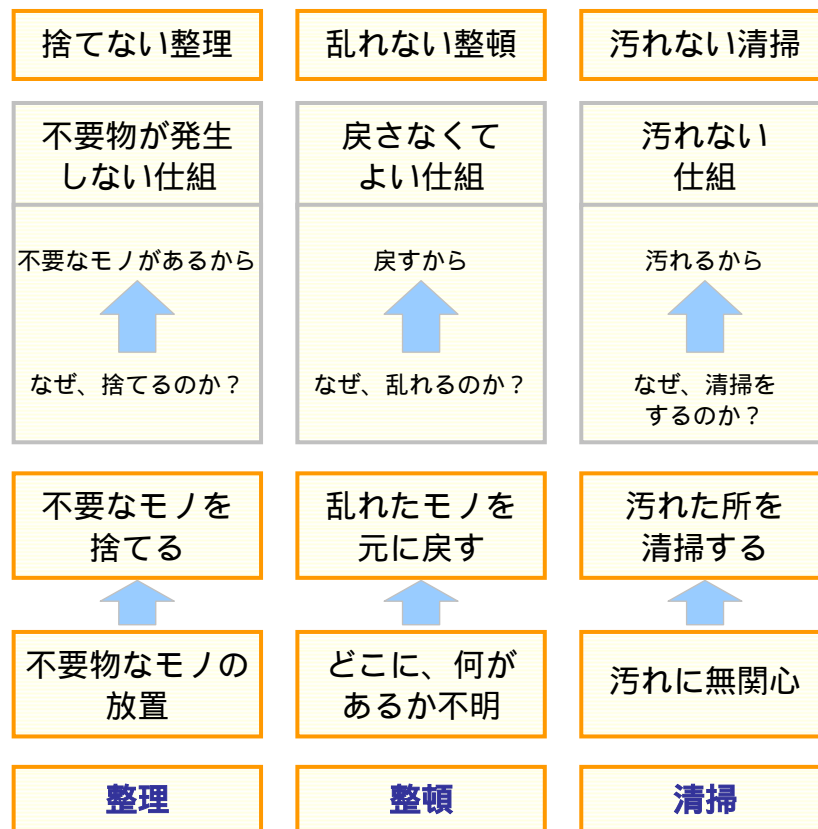 捨てない整理
乱れない整頓
汚れない清掃
不要物が発生
しない仕組
戻さなくて
よい仕組
汚れない
仕組
不要なモノがあるから
戻すから
汚れるから
なぜ、捨てるのか？
なぜ、乱れるのか？
なぜ、清掃を
するのか？
不要なモノを
捨てる
乱れたモノを
元に戻す
汚れた所を
清掃する
不要物なモノの
放置
どこに、何が
あるか不明
汚れに無関心
整理
整頓
清掃